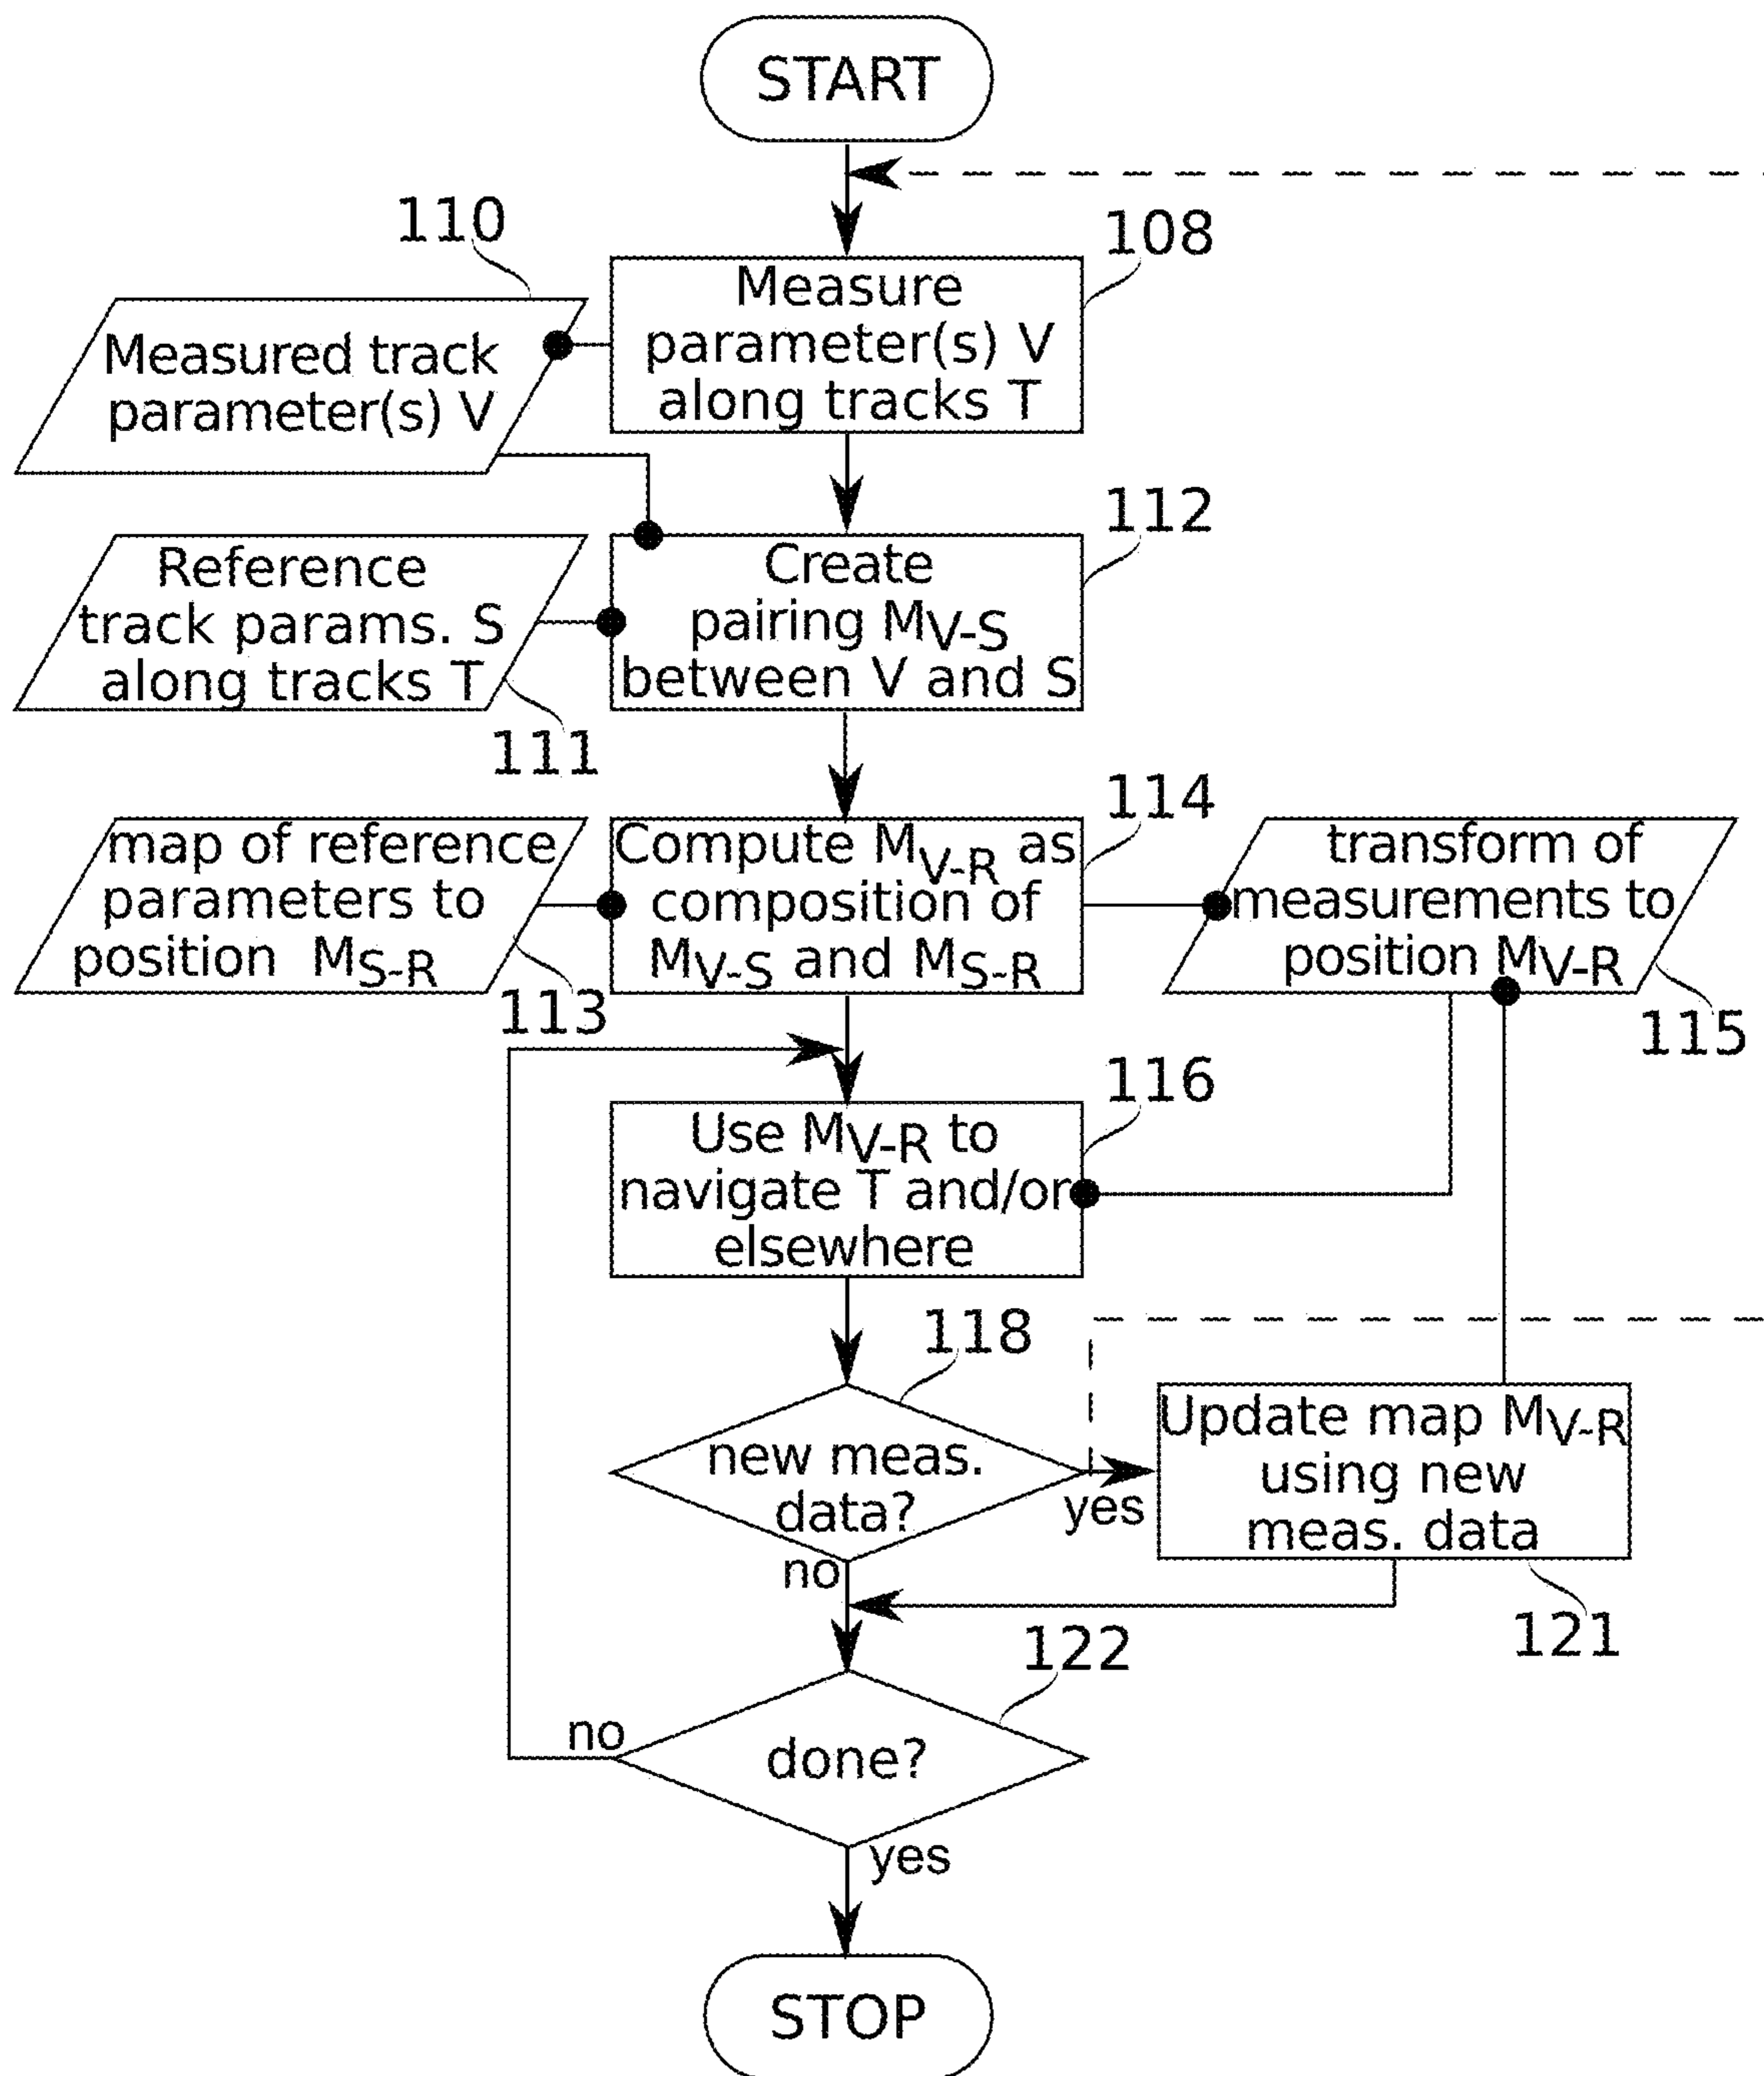 START
110
108
Measure
parameter(s) V
along tracks T
Measured track
parameter(s) V
112
Create
pairing MV-S
between V and S
Reference
track params. S
along tracks T
111
114
map of reference
parameters to
position MS-R
113
Compute MV-R as
composition of
MV-S and MS-R
transform of
measurements to
position MV-R
115
116
Use MV-R to
navigate T and/or
elsewhere
118
new meas.
data?
yes
no
Update map MV-R
using new
meas. data
121
122
done?
no
yes
STOP